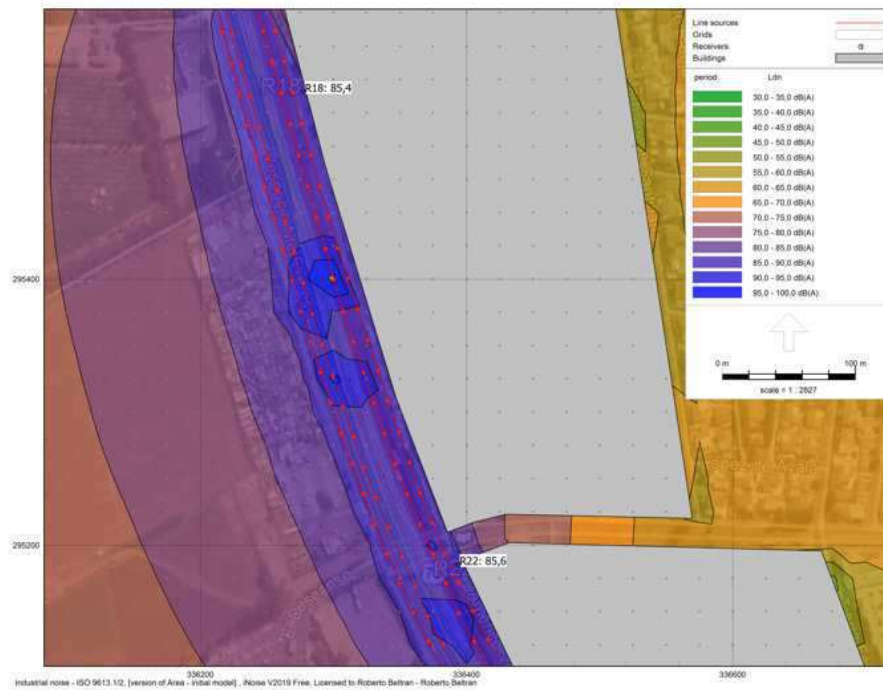 Line sources
Grids
Receivers
Buildings
period Ldn
30,0 - 35,0 dB(A)
35,0 - 40,0 dB(A)
40,0 - 45,0 dB(A)
45,0 - 50,0 dB(A)
50,0 - 55,0 dB(A)
55,0 - 60,0 dB(A)
60,0 - 65,0 dB(A)
65,0 - 70,0 dB(A)
70,0 - 75,0 dB(A)
75,0 - 80,0 dB(A)
80,0 - 85,0 dB(A)
85,0 - 90,0 dB(A)
90,0 - 95,0 dB(A)
95,0 - 100,0 dB(A)
0 m 100 m
scale = 1 : 2827
R18 R18: 85,4
295400
295200
R22: 85,6
336200 336400 336600
Industrial noise - ISO 9613.1/2, [version of Area - initial model] , iNoise V2019 Free, Licensed to Roberto Beltran - Roberto Beltran